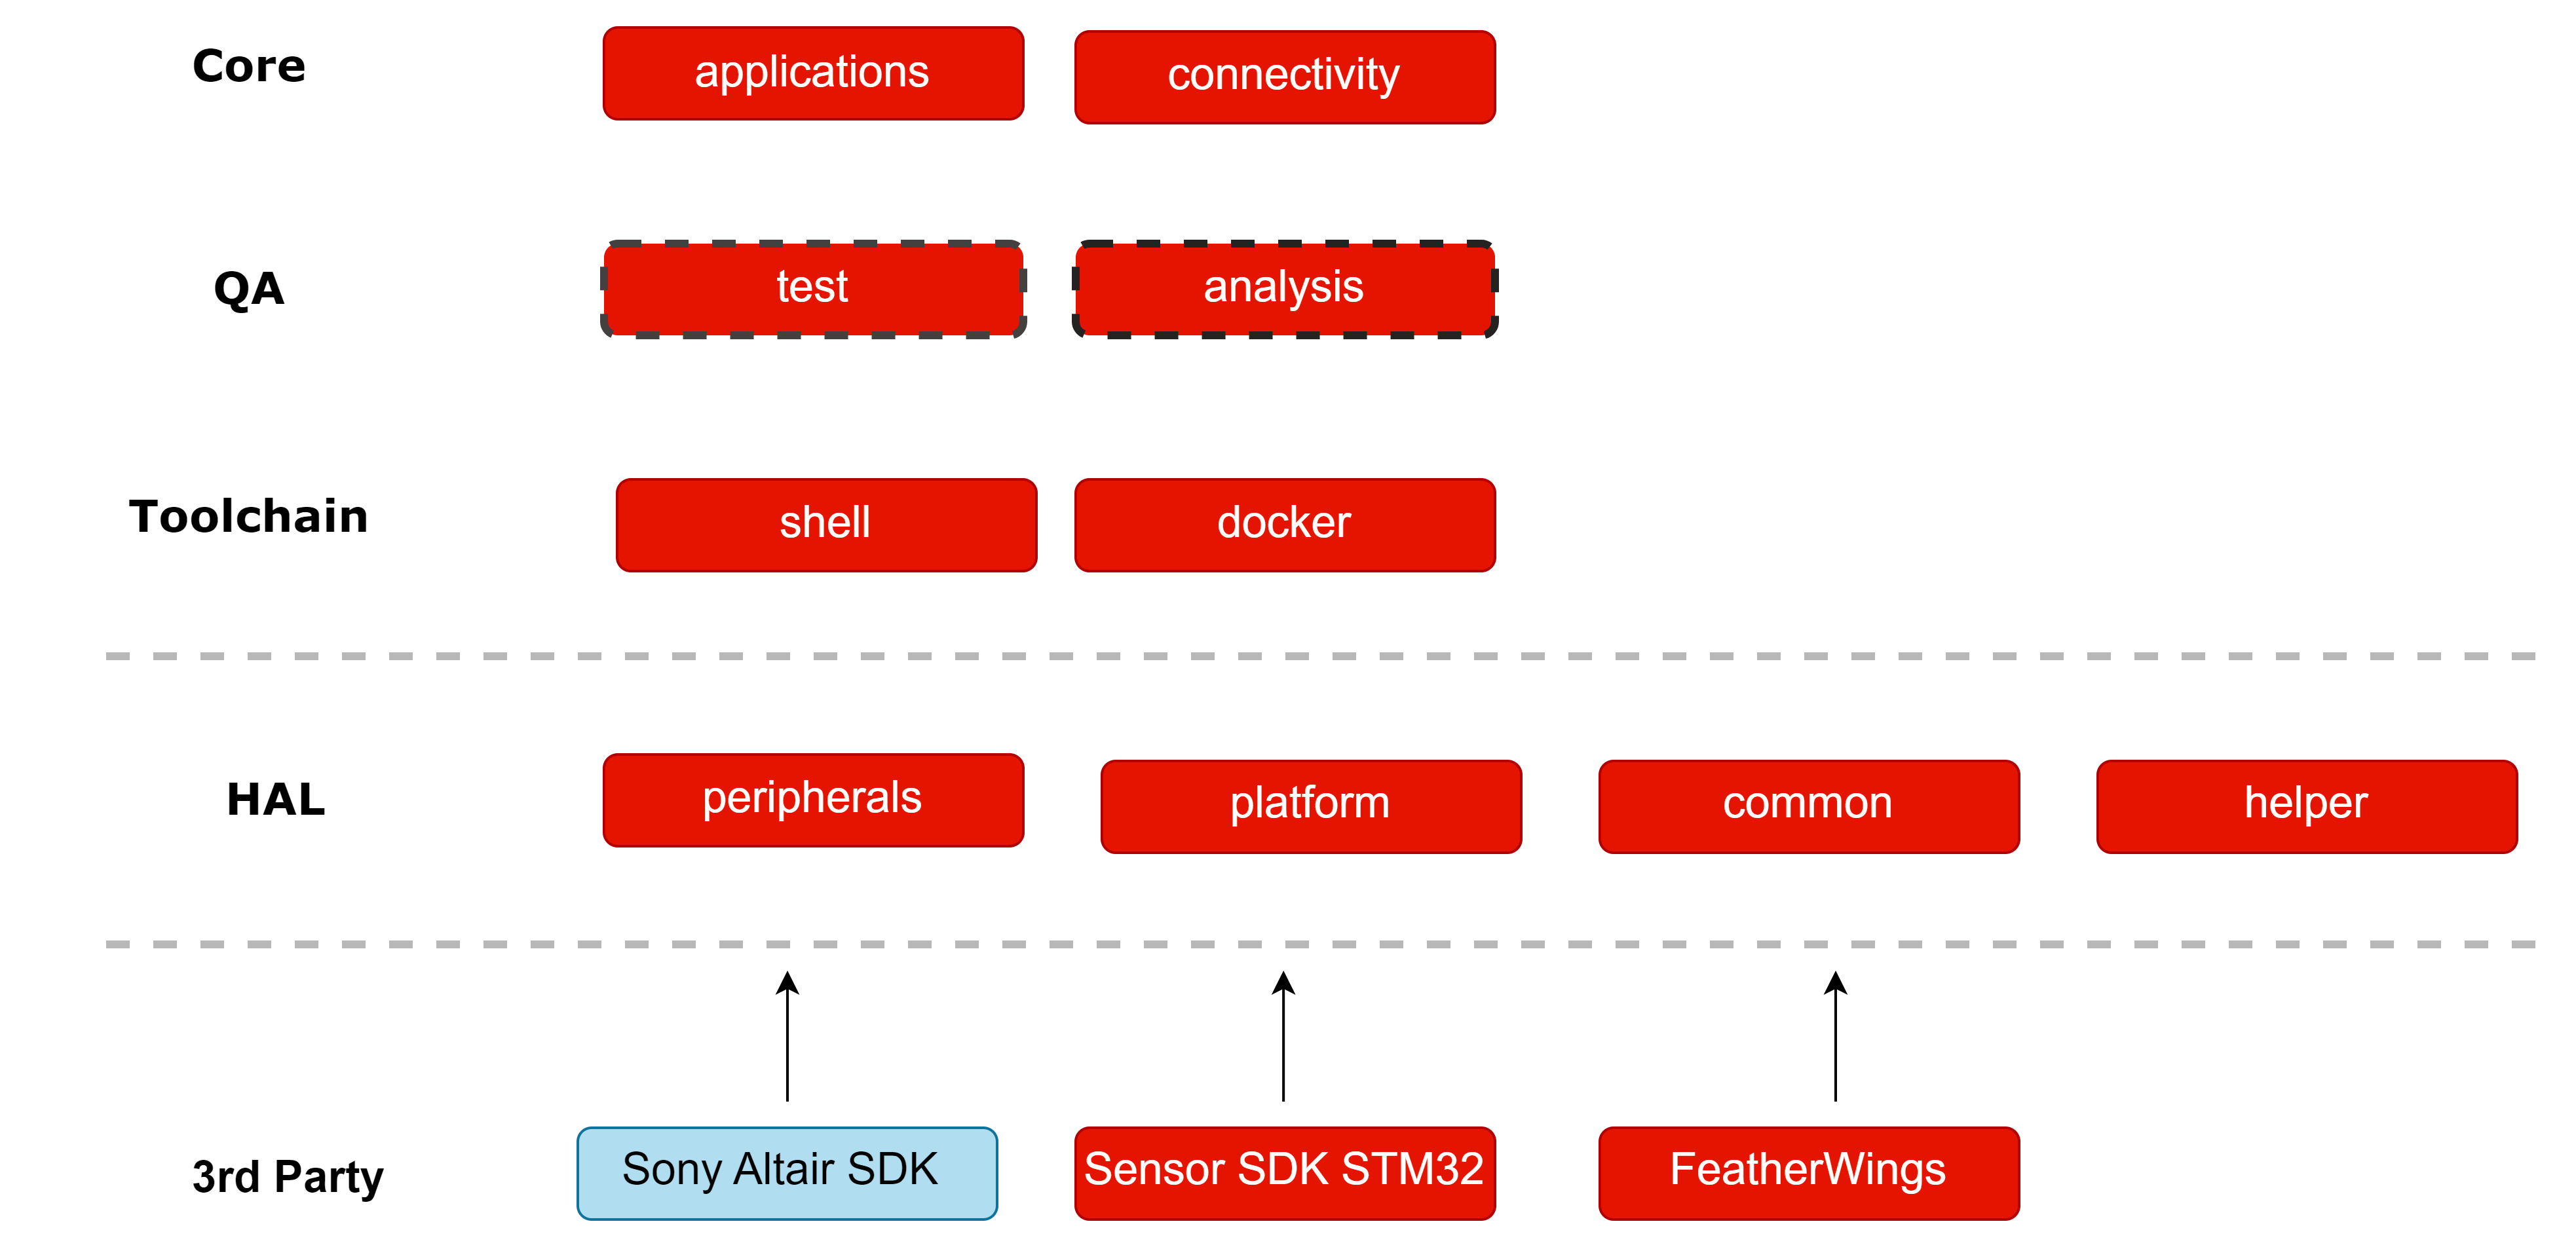 Core
applications
connectivity
QA
test
analysis
Toolchain
shell
docker
HAL
peripherals
platform
common
helper
3rd Party
Sony Altair SDK
Sensor SDK STM32
FeatherWings